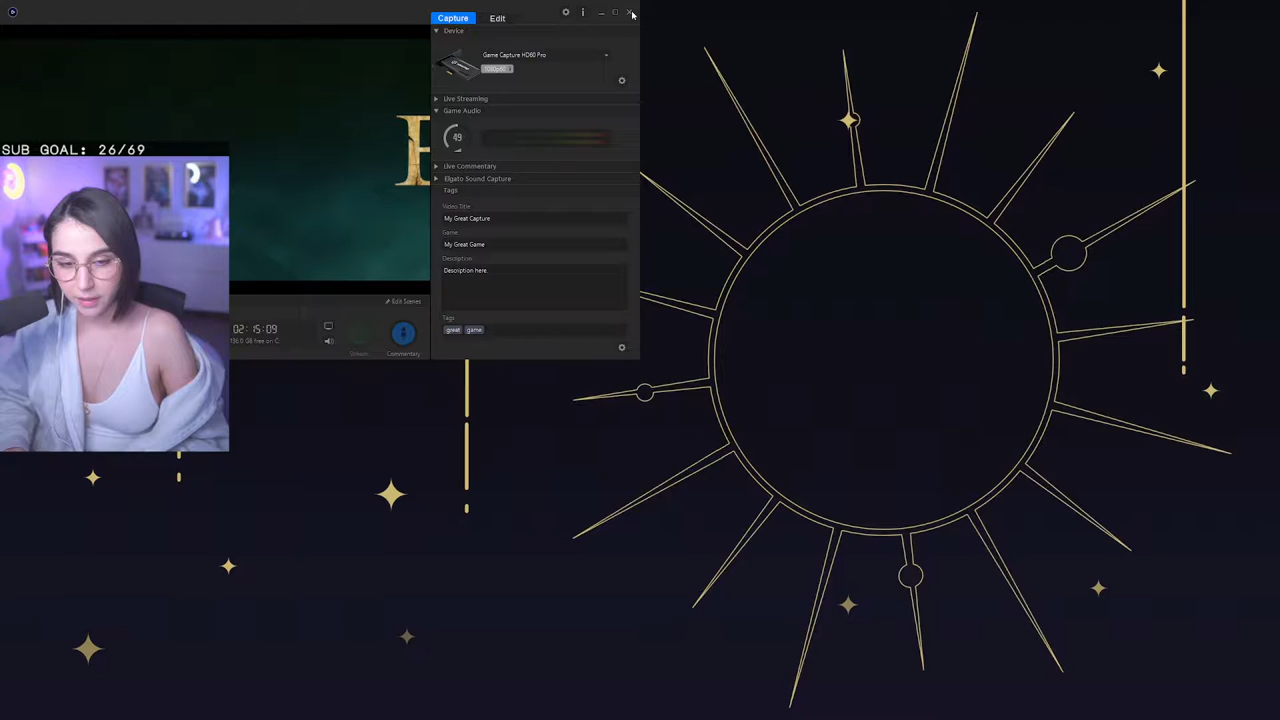 Capture Edit
Device
Game Capture HD60 Pro
Live Streaming
Game Audio
49
SUB GOAL: 26/69
Live Commentary
Elgato Sound Capture
Tags
Video Title
My Great Capture
Game
My Great Game
Description
Description here.
Edit Scenes
Tags
02:15:09
great game
Commentary